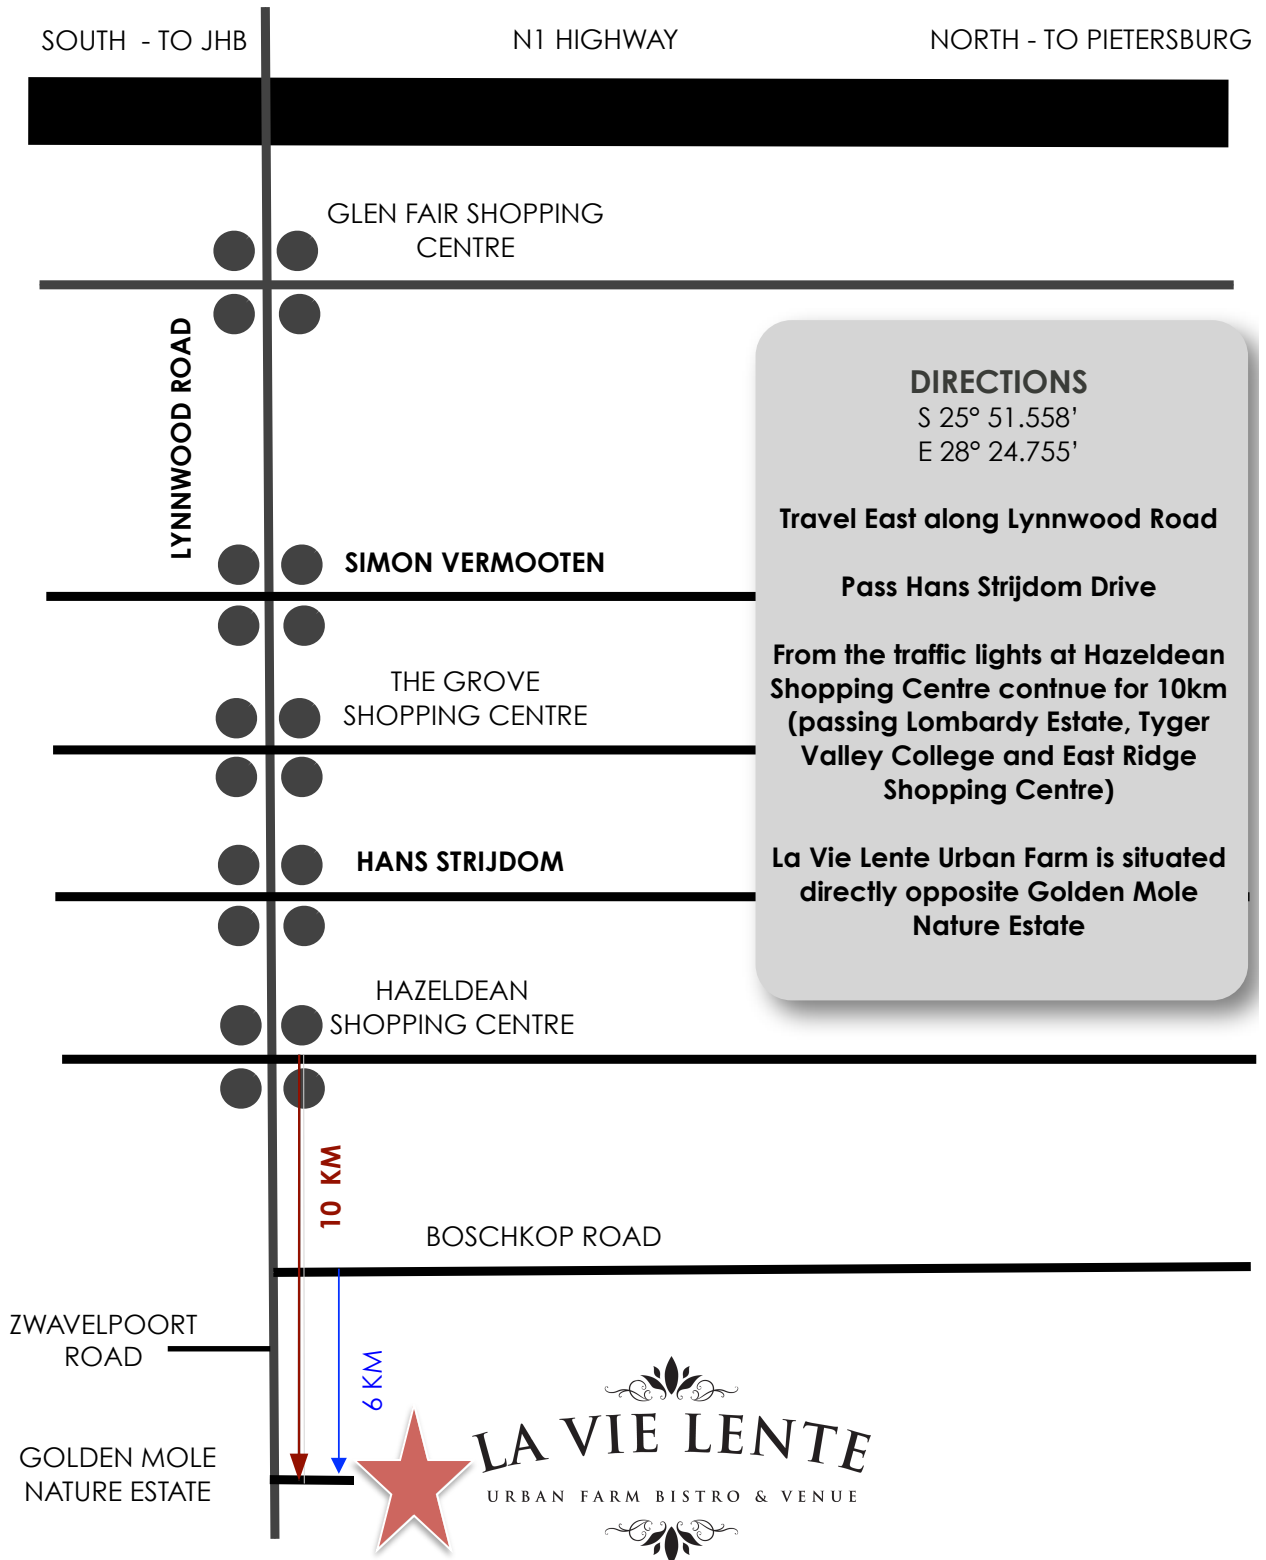 SOUTH - TO JHB
N1 HIGHWAY
NORTH - TO PIETERSBURG
GLEN FAIR SHOPPING
CENTRE
LYNNWOOD ROAD
DIRECTIONS
S 25° 51.558’
E 28° 24.755’
Travel East along Lynnwood Road
Pass Hans Strijdom Drive
From the traffic lights at Hazeldean
Shopping Centre contnue for 10km
(passing Lombardy Estate, Tyger
Valley College and East Ridge
Shopping Centre)
La Vie Lente Urban Farm is situated
directly opposite Golden Mole
Nature Estate
SIMON VERMOOTEN
THE GROVE
SHOPPING CENTRE
HANS STRIJDOM
HAZELDEAN
SHOPPING CENTRE
10 KM
BOSCHKOP ROAD
ZWAVELPOORT
ROAD
6 KM
GOLDEN MOLE
NATURE ESTATE
LA VIE LENTE
URBAN FARM BISTRO & VENUE